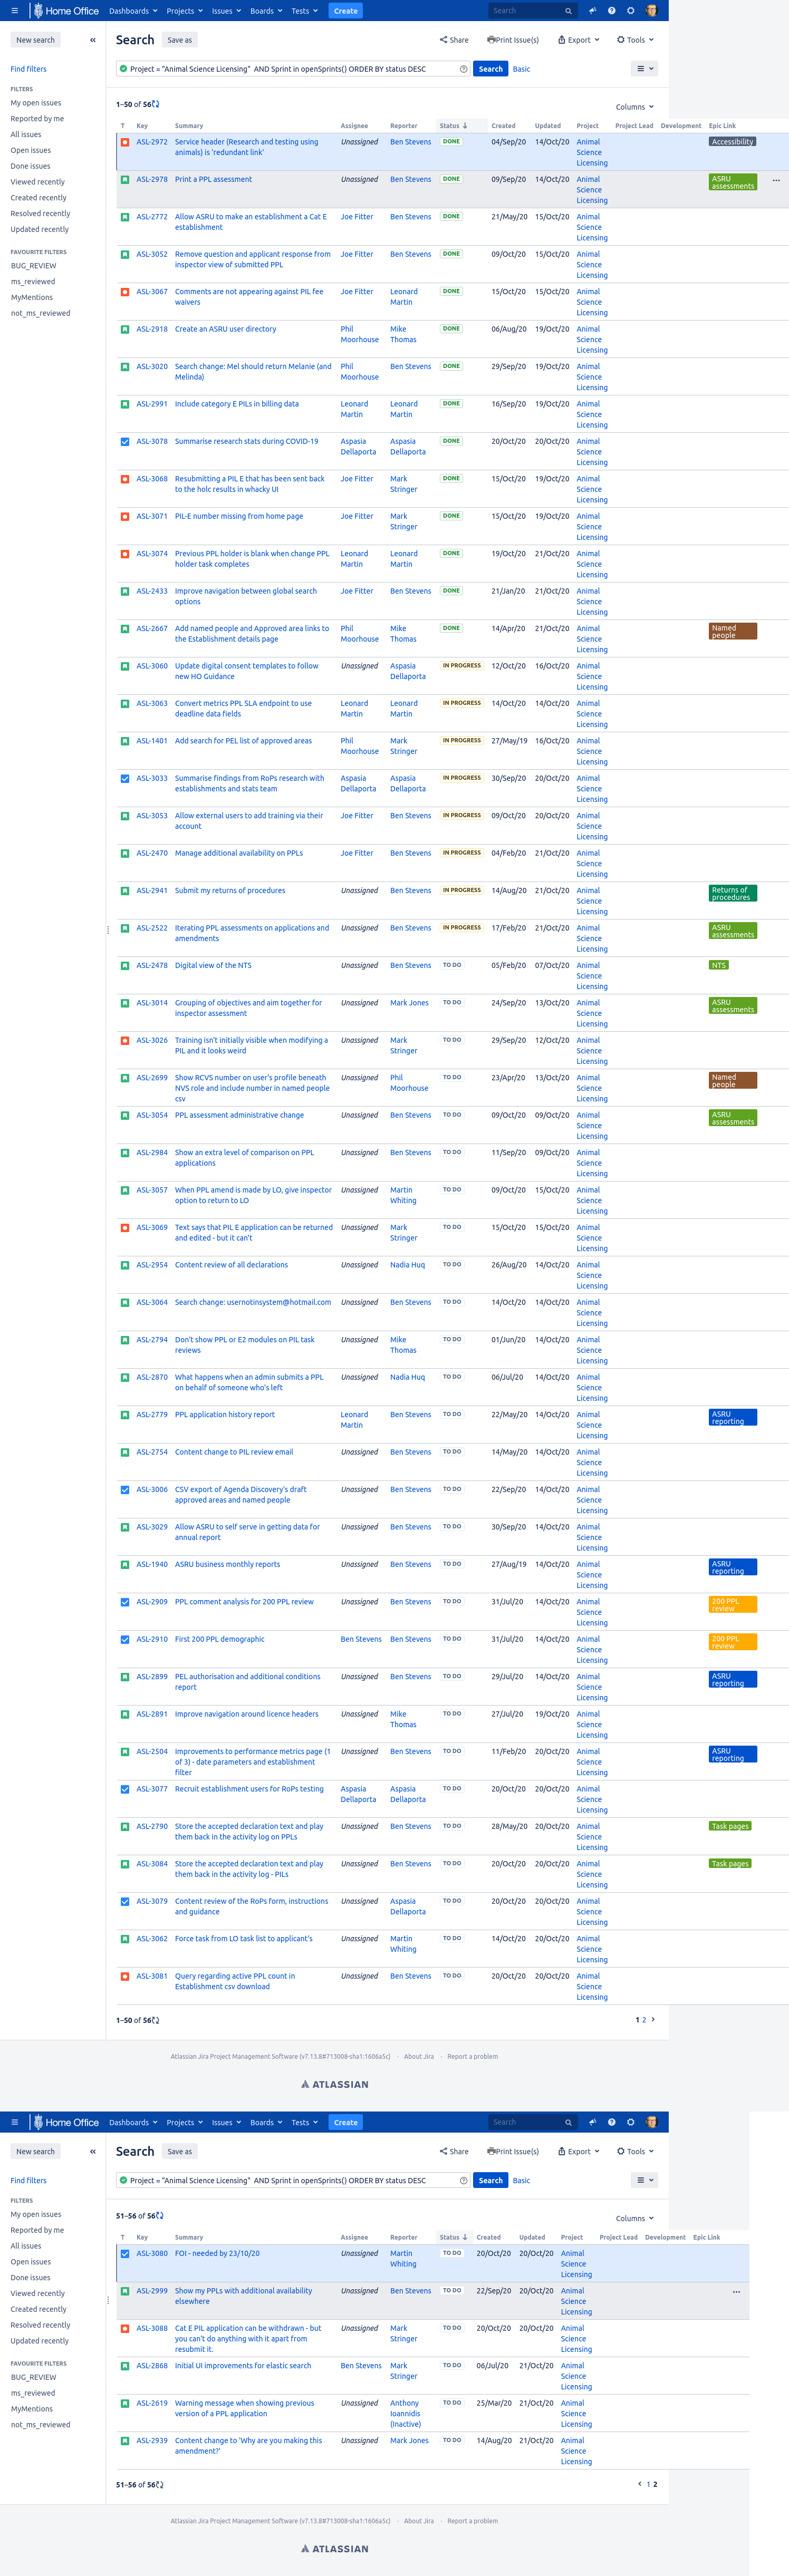 Home Office Dashboards Projects Issues Boards Tests Create Search
New search
Find filters
FILTERS
My open issues
Reported by me
All issues
Open issues
Done issues
Viewed recently
Created recently
Resolved recently
Updated recently
FAVOURITE FILTERS
BUG_REVIEW
ms_reviewed
MyMentions
not_ms_reviewed
Search Save as Share Print Issue(s) Export Tools
Project = "Animal Science Licensing" AND Sprint in openSprints() ORDER BY status DESC Search Basic
1–50 of 56 Columns
T Key Summary Assignee Reporter Status Created Updated Project Project Lead Development Epic Link
ASL-2972 Service header (Research and testing using animals) is 'redundant link' Unassigned Ben Stevens DONE 04/Sep/20 14/Oct/20 Animal Science Licensing Accessibility
ASL-2978 Print a PPL assessment Unassigned Ben Stevens DONE 09/Sep/20 14/Oct/20 Animal Science Licensing ASRU assessments
ASL-2772 Allow ASRU to make an establishment a Cat E establishment Joe Fitter Ben Stevens DONE 21/May/20 15/Oct/20 Animal Science Licensing
ASL-3052 Remove question and applicant response from inspector view of submitted PPL Joe Fitter Ben Stevens DONE 09/Oct/20 15/Oct/20 Animal Science Licensing
ASL-3067 Comments are not appearing against PIL fee waivers Joe Fitter Leonard Martin DONE 15/Oct/20 15/Oct/20 Animal Science Licensing
ASL-2918 Create an ASRU user directory Phil Moorhouse Mike Thomas DONE 06/Aug/20 19/Oct/20 Animal Science Licensing
ASL-3020 Search change: Mel should return Melanie (and Melinda) Phil Moorhouse Ben Stevens DONE 29/Sep/20 19/Oct/20 Animal Science Licensing
ASL-2991 Include category E PILs in billing data Leonard Martin Leonard Martin DONE 16/Sep/20 19/Oct/20 Animal Science Licensing
ASL-3078 Summarise research stats during COVID-19 Aspasia Dellaporta Aspasia Dellaporta DONE 20/Oct/20 20/Oct/20 Animal Science Licensing
ASL-3068 Resubmitting a PIL E that has been sent back to the holc results in whacky UI Joe Fitter Mark Stringer DONE 15/Oct/20 19/Oct/20 Animal Science Licensing
ASL-3071 PIL-E number missing from home page Joe Fitter Mark Stringer DONE 15/Oct/20 19/Oct/20 Animal Science Licensing
ASL-3074 Previous PPL holder is blank when change PPL holder task completes Leonard Martin Leonard Martin DONE 19/Oct/20 21/Oct/20 Animal Science Licensing
ASL-2433 Improve navigation between global search options Joe Fitter Ben Stevens DONE 21/Jan/20 21/Oct/20 Animal Science Licensing
ASL-2667 Add named people and Approved area links to the Establishment details page Phil Moorhouse Mike Thomas DONE 14/Apr/20 21/Oct/20 Animal Science Licensing Named people
ASL-3060 Update digital consent templates to follow new HO Guidance Unassigned Aspasia Dellaporta IN PROGRESS 12/Oct/20 16/Oct/20 Animal Science Licensing
ASL-3063 Convert metrics PPL SLA endpoint to use deadline data fields Leonard Martin Leonard Martin IN PROGRESS 14/Oct/20 14/Oct/20 Animal Science Licensing
ASL-1401 Add search for PEL list of approved areas Phil Moorhouse Mark Stringer IN PROGRESS 27/May/19 16/Oct/20 Animal Science Licensing
ASL-3033 Summarise findings from RoPs research with establishments and stats team Aspasia Dellaporta Aspasia Dellaporta IN PROGRESS 30/Sep/20 20/Oct/20 Animal Science Licensing
ASL-3053 Allow external users to add training via their account Joe Fitter Ben Stevens IN PROGRESS 09/Oct/20 20/Oct/20 Animal Science Licensing
ASL-2470 Manage additional availability on PPLs Joe Fitter Ben Stevens IN PROGRESS 04/Feb/20 21/Oct/20 Animal Science Licensing
ASL-2941 Submit my returns of procedures Unassigned Ben Stevens IN PROGRESS 14/Aug/20 21/Oct/20 Animal Science Licensing Returns of procedures
ASL-2522 Iterating PPL assessments on applications and amendments Unassigned Ben Stevens IN PROGRESS 17/Feb/20 21/Oct/20 Animal Science Licensing ASRU assessments
ASL-2478 Digital view of the NTS Unassigned Ben Stevens TO DO 05/Feb/20 07/Oct/20 Animal Science Licensing NTS
ASL-3014 Grouping of objectives and aim together for inspector assessment Unassigned Mark Jones TO DO 24/Sep/20 13/Oct/20 Animal Science Licensing ASRU assessments
ASL-3026 Training isn't initially visible when modifying a PIL and it looks weird Unassigned Mark Stringer TO DO 29/Sep/20 12/Oct/20 Animal Science Licensing
ASL-2699 Show RCVS number on user's profile beneath NVS role and include number in named people csv Unassigned Phil Moorhouse TO DO 23/Apr/20 13/Oct/20 Animal Science Licensing Named people
ASL-3054 PPL assessment administrative change Unassigned Ben Stevens TO DO 09/Oct/20 09/Oct/20 Animal Science Licensing ASRU assessments
ASL-2984 Show an extra level of comparison on PPL applications Unassigned Ben Stevens TO DO 11/Sep/20 09/Oct/20 Animal Science Licensing
ASL-3057 When PPL amend is made by LO, give inspector option to return to LO Unassigned Martin Whiting TO DO 09/Oct/20 15/Oct/20 Animal Science Licensing
ASL-3069 Text says that PIL E application can be returned and edited - but it can't Unassigned Mark Stringer TO DO 15/Oct/20 15/Oct/20 Animal Science Licensing
ASL-2954 Content review of all declarations Unassigned Nadia Huq TO DO 26/Aug/20 14/Oct/20 Animal Science Licensing
ASL-3064 Search change: usernotinsystem@hotmail.com Unassigned Ben Stevens TO DO 14/Oct/20 14/Oct/20 Animal Science Licensing
ASL-2794 Don't show PPL or E2 modules on PIL task reviews Unassigned Mike Thomas TO DO 01/Jun/20 14/Oct/20 Animal Science Licensing
ASL-2870 What happens when an admin submits a PPL on behalf of someone who's left Unassigned Nadia Huq TO DO 06/Jul/20 14/Oct/20 Animal Science Licensing
ASL-2779 PPL application history report Leonard Martin Ben Stevens TO DO 22/May/20 14/Oct/20 Animal Science Licensing ASRU reporting
ASL-2754 Content change to PIL review email Unassigned Ben Stevens TO DO 14/May/20 14/Oct/20 Animal Science Licensing
ASL-3006 CSV export of Agenda Discovery's draft approved areas and named people Unassigned Ben Stevens TO DO 22/Sep/20 14/Oct/20 Animal Science Licensing
ASL-3029 Allow ASRU to self serve in getting data for annual report Unassigned Ben Stevens TO DO 30/Sep/20 14/Oct/20 Animal Science Licensing
ASL-1940 ASRU business monthly reports Unassigned Ben Stevens TO DO 27/Aug/19 14/Oct/20 Animal Science Licensing ASRU reporting
ASL-2909 PPL comment analysis for 200 PPL review Unassigned Ben Stevens TO DO 31/Jul/20 14/Oct/20 Animal Science Licensing 200 PPL review
ASL-2910 First 200 PPL demographic Ben Stevens Ben Stevens TO DO 31/Jul/20 14/Oct/20 Animal Science Licensing 200 PPL review
ASL-2899 PEL authorisation and additional conditions report Unassigned Ben Stevens TO DO 29/Jul/20 14/Oct/20 Animal Science Licensing ASRU reporting
ASL-2891 Improve navigation around licence headers Unassigned Mike Thomas TO DO 27/Jul/20 19/Oct/20 Animal Science Licensing
ASL-2504 Improvements to performance metrics page (1 of 3) - date parameters and establishment filter Unassigned Ben Stevens TO DO 11/Feb/20 20/Oct/20 Animal Science Licensing ASRU reporting
ASL-3077 Recruit establishment users for RoPs testing Aspasia Dellaporta Aspasia Dellaporta TO DO 20/Oct/20 20/Oct/20 Animal Science Licensing
ASL-2790 Store the accepted declaration text and play them back in the activity log on PPLs Unassigned Ben Stevens TO DO 28/May/20 20/Oct/20 Animal Science Licensing Task pages
ASL-3084 Store the accepted declaration text and play them back in the activity log - PILs Unassigned Ben Stevens TO DO 20/Oct/20 20/Oct/20 Animal Science Licensing Task pages
ASL-3079 Content review of the RoPs form, instructions and guidance Unassigned Aspasia Dellaporta TO DO 20/Oct/20 20/Oct/20 Animal Science Licensing
ASL-3062 Force task from LO task list to applicant's Unassigned Martin Whiting TO DO 14/Oct/20 20/Oct/20 Animal Science Licensing
ASL-3081 Query regarding active PPL count in Establishment csv download Unassigned Ben Stevens TO DO 20/Oct/20 20/Oct/20 Animal Science Licensing
1–50 of 56 1 2
Atlassian Jira Project Management Software (v7.13.8#713008-sha1:1606a5c) · About Jira · Report a problem
ATLASSIAN
Home Office Dashboards Projects Issues Boards Tests Create Search
New search
Find filters
FILTERS
My open issues
Reported by me
All issues
Open issues
Done issues
Viewed recently
Created recently
Resolved recently
Updated recently
FAVOURITE FILTERS
BUG_REVIEW
ms_reviewed
MyMentions
not_ms_reviewed
Search Save as Share Print Issue(s) Export Tools
Project = "Animal Science Licensing" AND Sprint in openSprints() ORDER BY status DESC Search Basic
51–56 of 56 Columns
T Key Summary Assignee Reporter Status Created Updated Project Project Lead Development Epic Link
ASL-3080 FOI - needed by 23/10/20 Unassigned Martin Whiting TO DO 20/Oct/20 20/Oct/20 Animal Science Licensing
ASL-2999 Show my PPLs with additional availability elsewhere Unassigned Ben Stevens TO DO 22/Sep/20 20/Oct/20 Animal Science Licensing
ASL-3088 Cat E PIL application can be withdrawn - but you can't do anything with it apart from resubmit it. Unassigned Mark Stringer TO DO 20/Oct/20 20/Oct/20 Animal Science Licensing
ASL-2868 Initial UI improvements for elastic search Ben Stevens Mark Stringer TO DO 06/Jul/20 21/Oct/20 Animal Science Licensing
ASL-2619 Warning message when showing previous version of a PPL application Unassigned Anthony Ioannidis (Inactive) TO DO 25/Mar/20 21/Oct/20 Animal Science Licensing
ASL-2939 Content change to 'Why are you making this amendment?' Unassigned Mark Jones TO DO 14/Aug/20 21/Oct/20 Animal Science Licensing
51–56 of 56 1 2
Atlassian Jira Project Management Software (v7.13.8#713008-sha1:1606a5c) · About Jira · Report a problem
ATLASSIAN